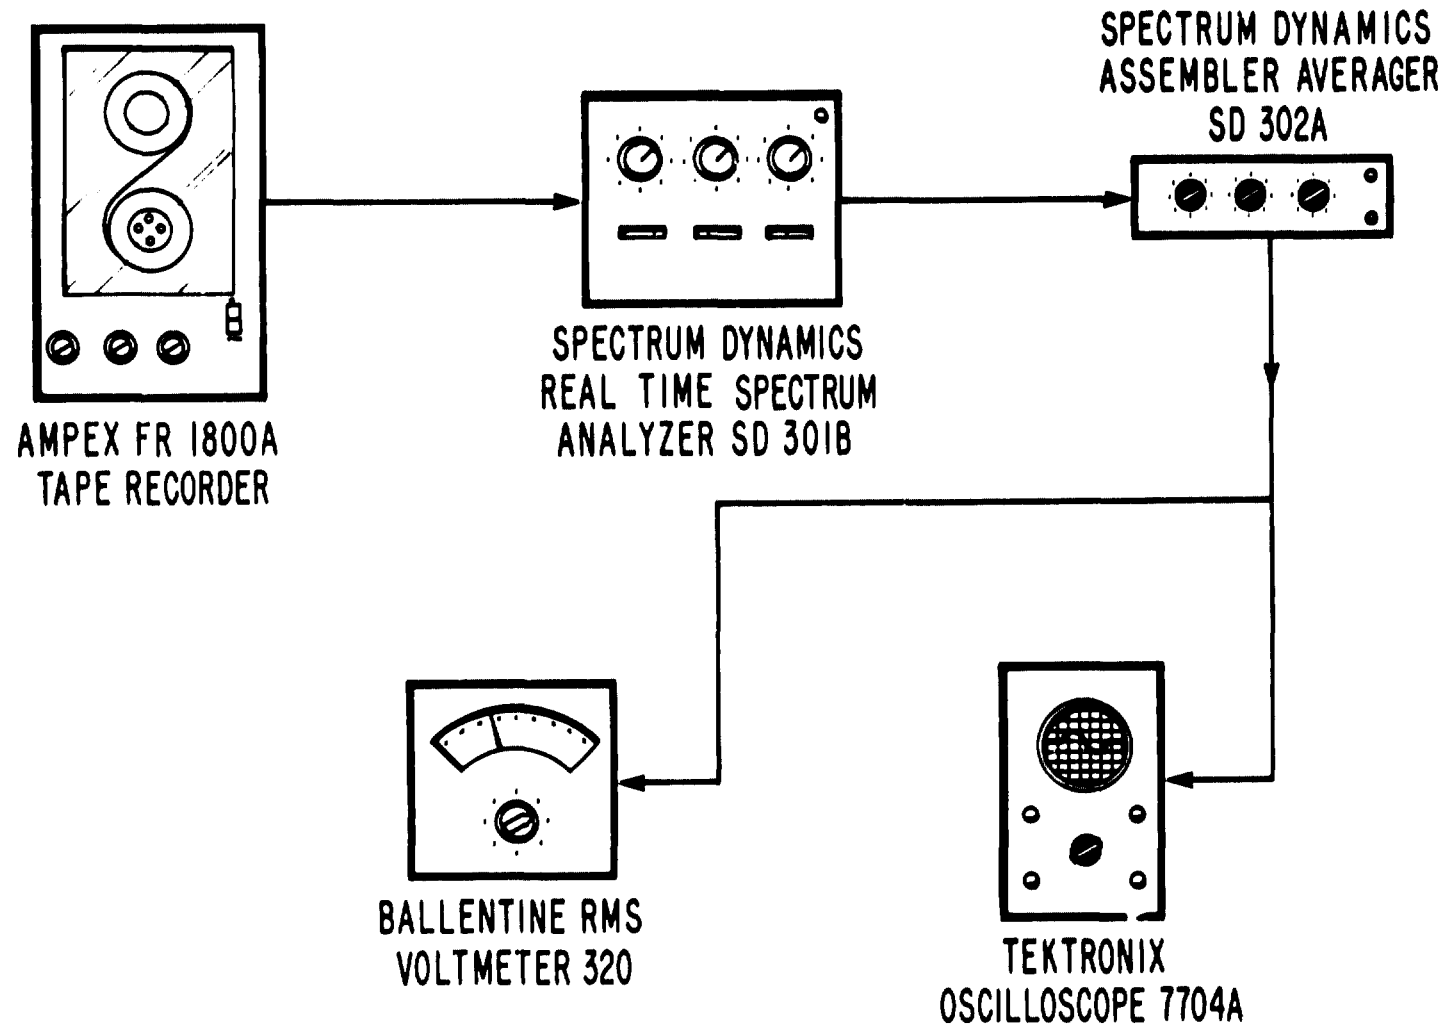 SPECTRUM DYNAMICS
ASSEMBLER AVERAGER
SD 302A
SPECTRUM DYNAMICS
REAL TIME SPECTRUM
ANALYZER SD 301B
AMPEX FR 1800A
TAPE RECORDER
BALLENTINE RMS
VOLTMETER 320
TEKTRONIX
OSCILLOSCOPE 7704A